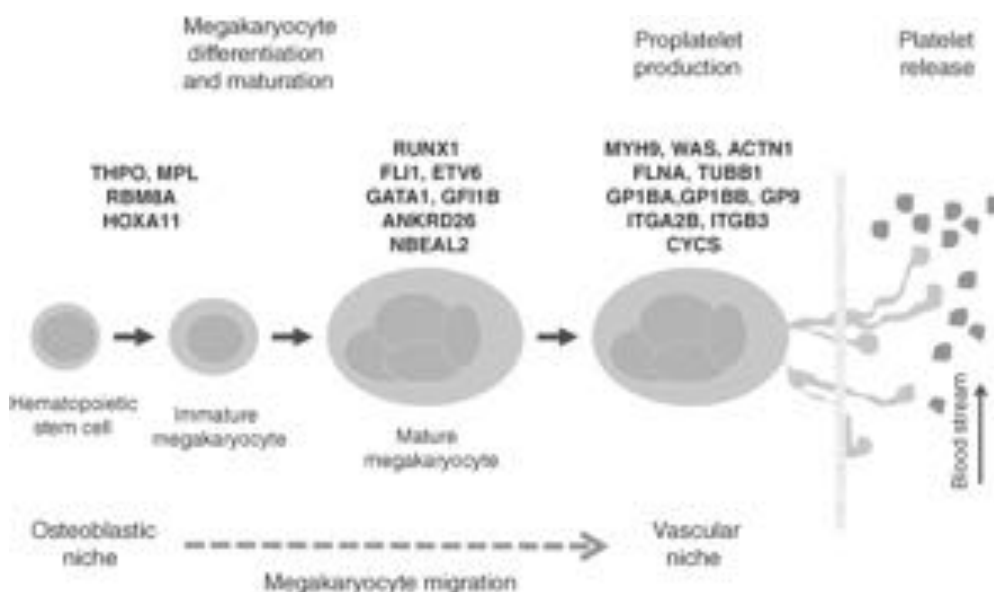 Megakaryocyte
differentiation
and maturation
Proplatelet
production
Platelet
release
THPO, MPL
RBM8A
HOXA11
RUNX1
FLI1, ETV6
GATA1, GFI1B
ANKRD26
NBEAL2
MYH9, WAS, ACTN1
FLNA, TUBB1
GP1BA,GP1BB, GP9
ITGA2B, ITGB3
CYCS
Hematopoietic
stem cell
Immature
megakaryocyte
Mature
megakaryocyte
Blood stream
Osteoblastic
niche
Megakaryocyte migration
Vascular
niche